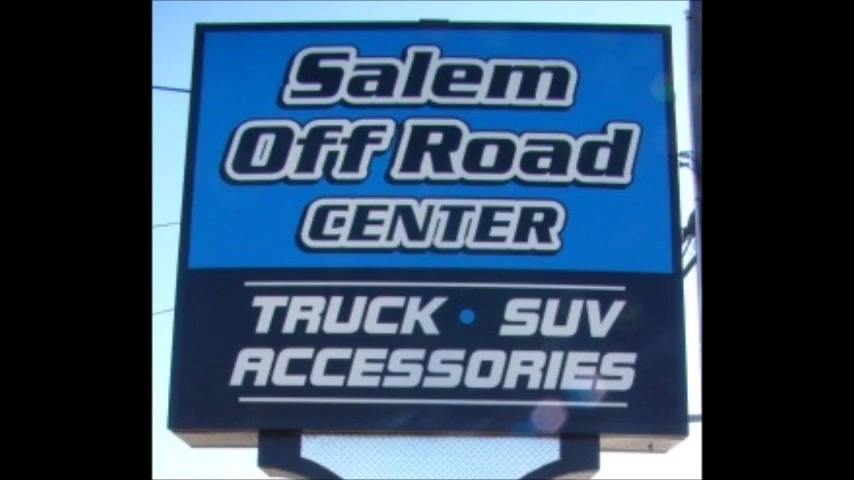 Salem
Off Road
CENTER
TRUCK • SUV
ACCESSORIES